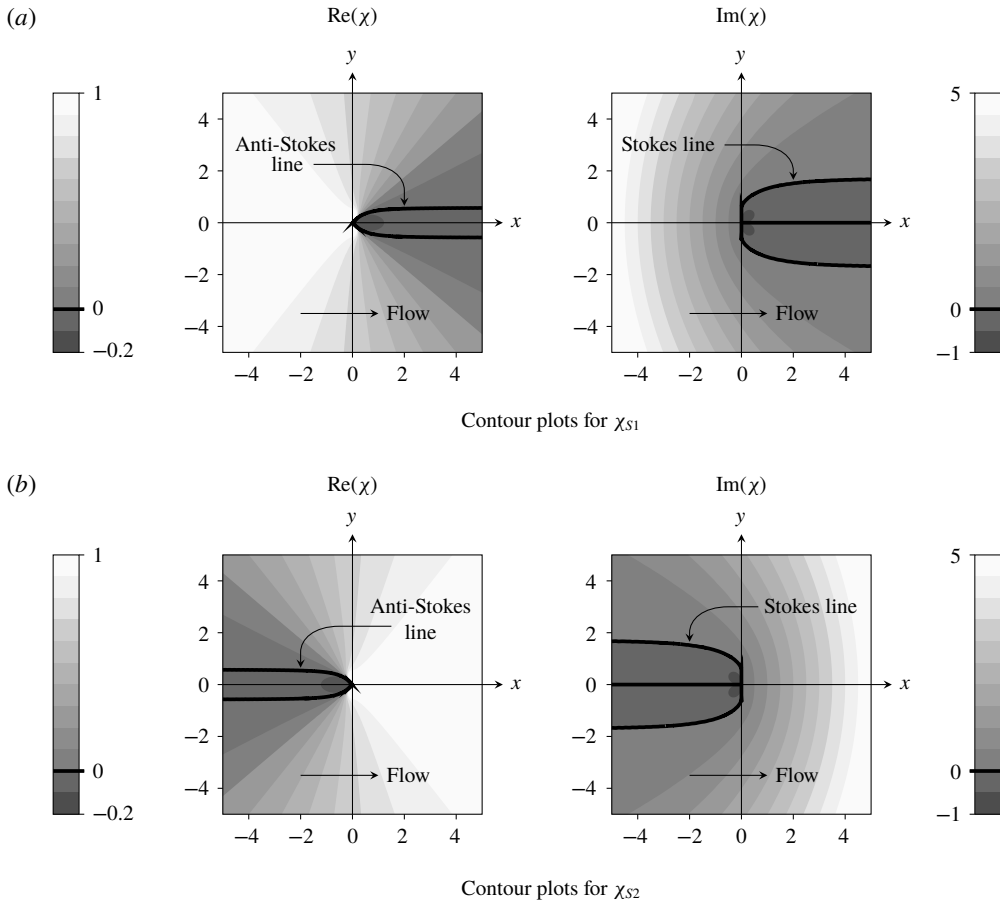 (a)
Re(χ)
Im(χ)
y
y
1
5
4
4
Anti-Stokes
line
Stokes line
2
2
0
x
0
x
−2
−2
0
Flow
Flow
0
−4
−4
−0.2
−1
−4 −2 0 2 4
−4 −2 0 2 4
Contour plots for χS1
(b)
Re(χ)
Im(χ)
y
y
1
5
4
4
Anti-Stokes
line
Stokes line
2
2
0
x
0
x
−2
−2
0
Flow
Flow
0
−4
−4
−0.2
−1
−4 −2 0 2 4
−4 −2 0 2 4
Contour plots for χS2